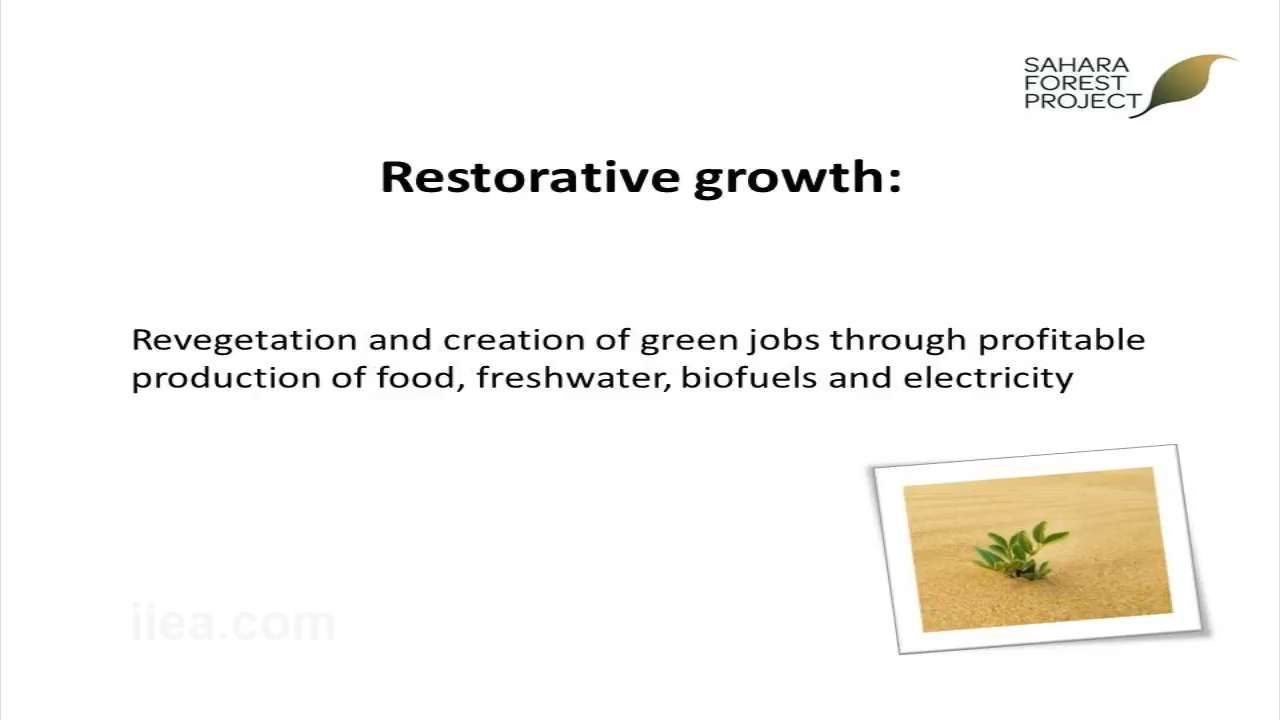 SAHARA
FOREST
PROJECT
Restorative growth:
Revegetation and creation of green jobs through profitable
production of food, freshwater, biofuels and electricity
iiea.com